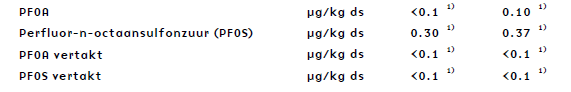 PFOA µg/kg ds <0.1 1) 0.10 1)
Perfluor-n-octaansulfonzuur (PFOS) µg/kg ds 0.30 1) 0.37 1)
PFOA vertakt µg/kg ds <0.1 1) <0.1 1)
PFOS vertakt µg/kg ds <0.1 1) <0.1 1)